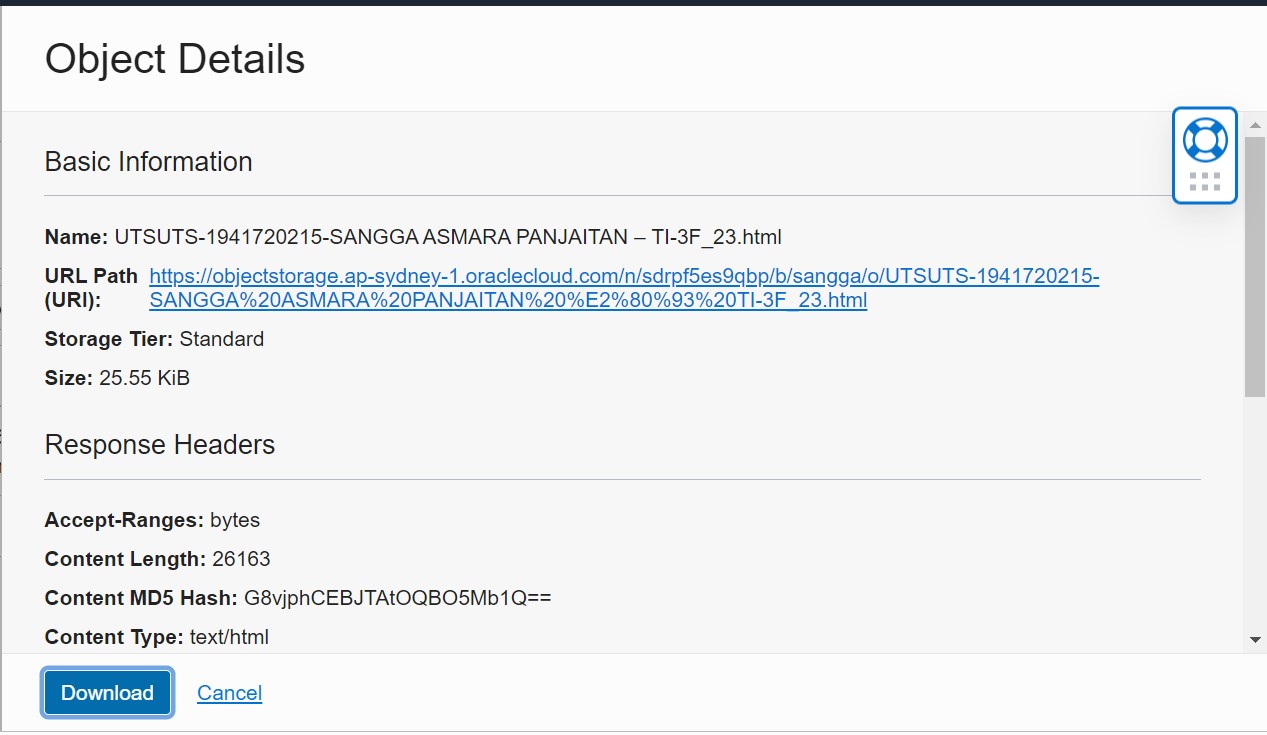 Object Details
Basic Information
Name: UTSUTS-1941720215-SANGGA ASMARA PANJAITAN – TI-3F_23.html
URL Path https://objectstorage.ap-sydney-1.oraclecloud.com/n/sdrpf5es9qbp/b/sangga/o/UTSUTS-1941720215-
(URI): SANGGA%20ASMARA%20PANJAITAN%20%E2%80%93%20TI-3F_23.html
Storage Tier: Standard
Size: 25.55 KiB
Response Headers
Accept-Ranges: bytes
Content Length: 26163
Content MD5 Hash: G8vjphCEBJTAtOQBO5Mb1Q==
Content Type: text/html
Download Cancel